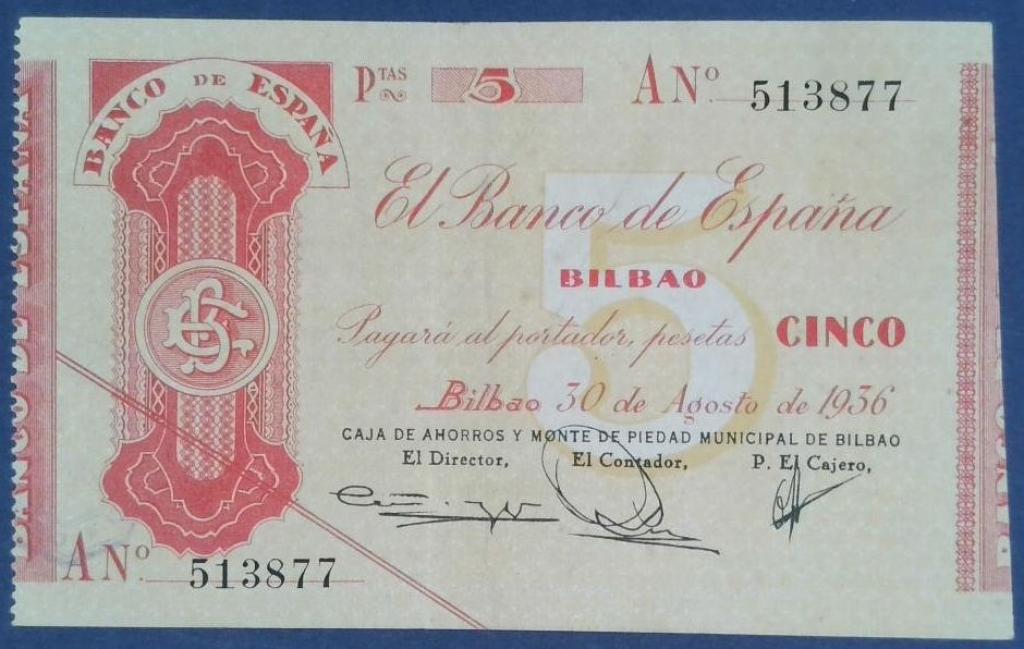 BANCO DE ESPAÑA
PTAS 5 A Nº 513877
El Banco de España
BILBAO
Pagará al portador, pesetas CINCO
Bilbao 30 de Agosto de 1936
CAJA DE AHORROS Y MONTE DE PIEDAD MUNICIPAL DE BILBAO
El Director, El Contador, P. El Cajero,
A Nº 513877